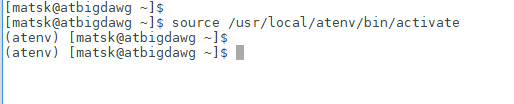 [matsk@atbigdawg ~]$
[matsk@atbigdawg ~]$ source /usr/local/atenv/bin/activate
(atenv) [matsk@atbigdawg ~]$
(atenv) [matsk@atbigdawg ~]$